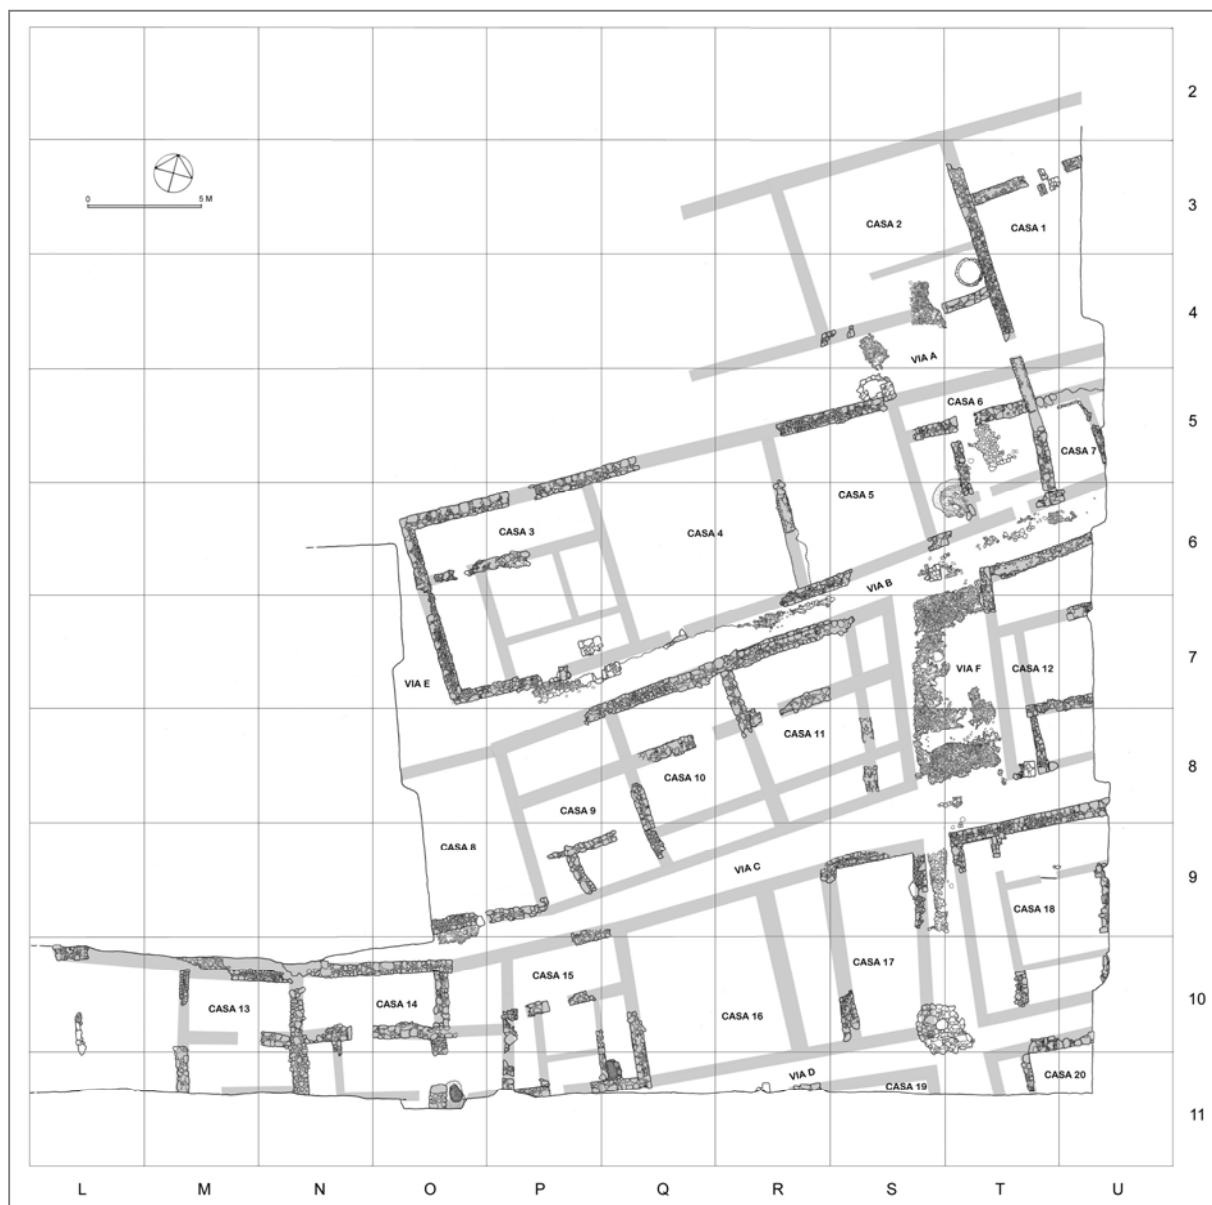 2
0 5 M
3
CASA 2
CASA 1
4
VIA A
CASA 6
5
CASA 7
CASA 5
CASA 3
CASA 4
6
VIA B
7
VIA E
VIA F
CASA 12
CASA 11
8
CASA 10
CASA 9
CASA 8
VIA C
9
CASA 18
CASA 17
CASA 15
CASA 13
CASA 14
10
CASA 16
VIA D
CASA 19
CASA 20
11
L M N O P Q R S T U